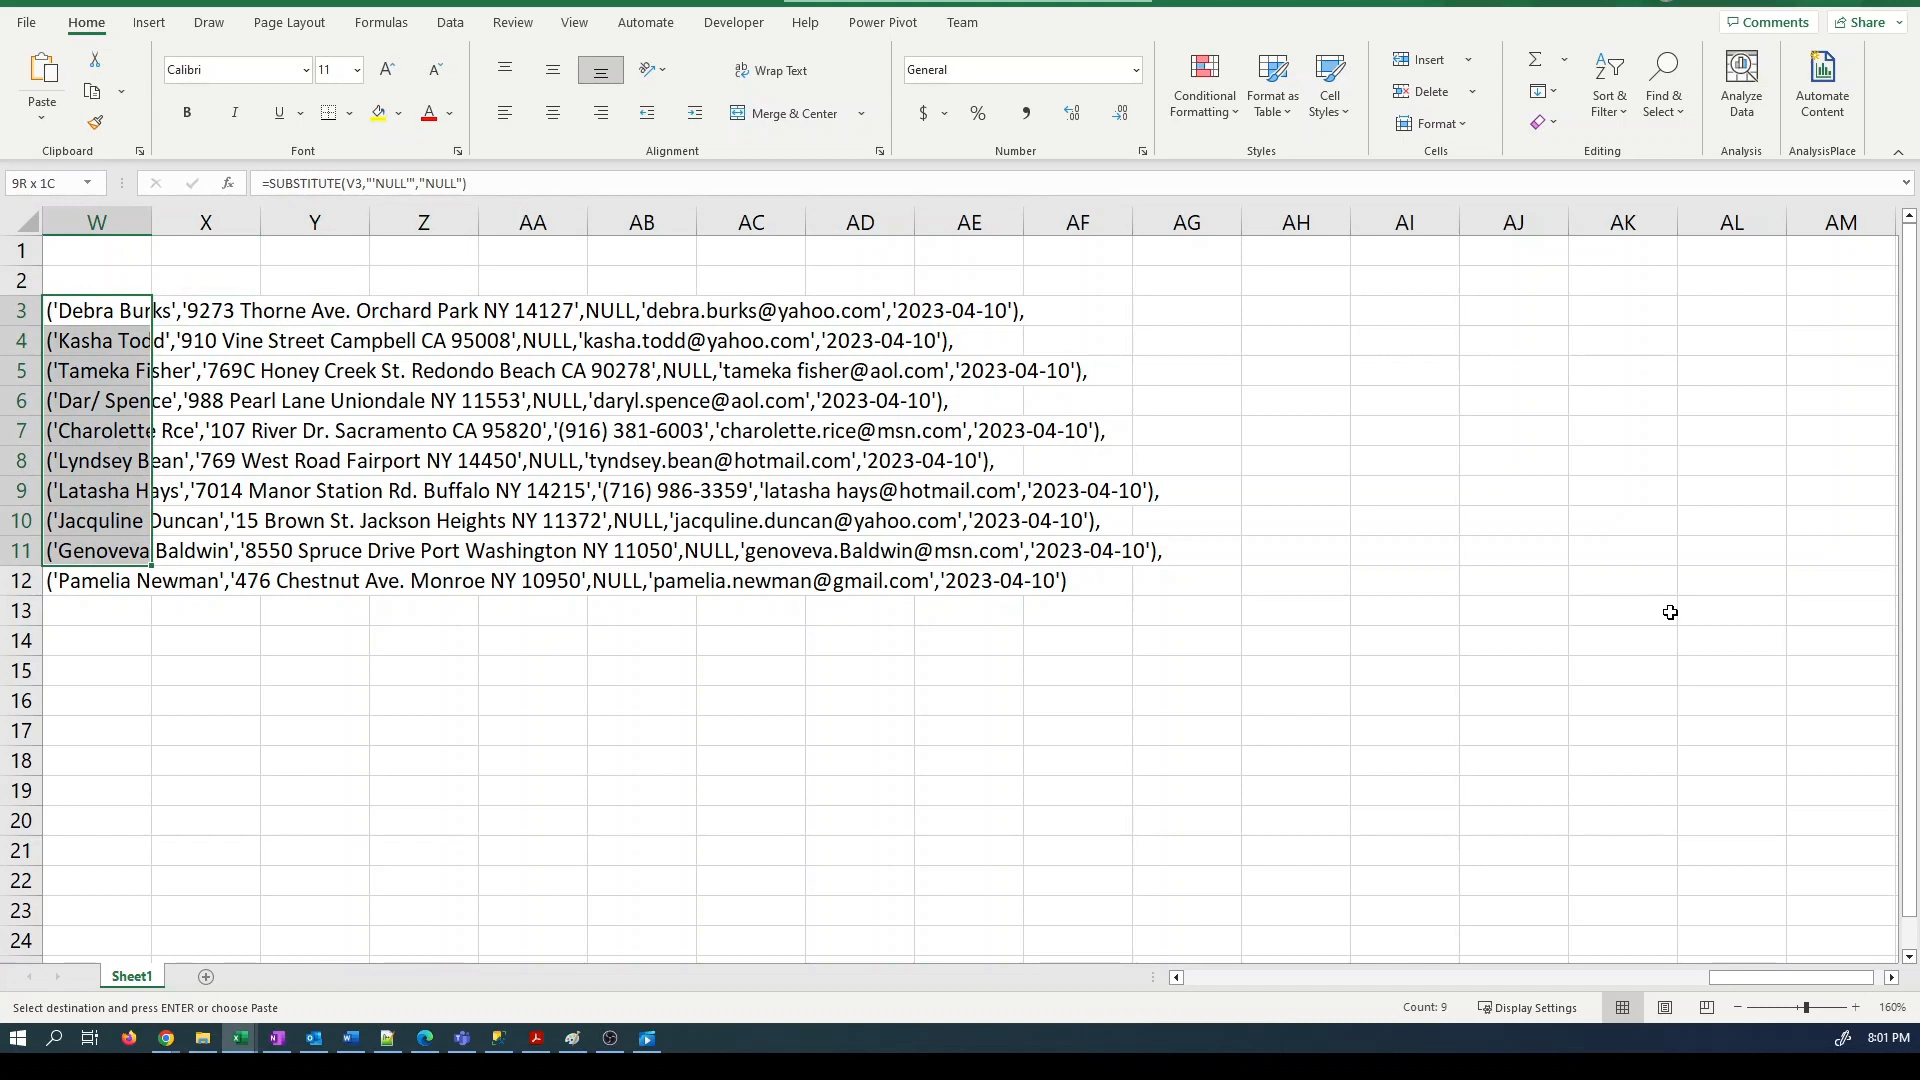 File Home Insert Draw Page Layout Formulas Data Review View Automate Developer Help Power Pivot Team Comments Share
Paste
Calibri 11
B I U
ab Wrap Text
Merge & Center
General
$ %
Conditional Formatting
Format as Table
Cell Styles
Insert
Delete
Format
Sort & Filter
Find & Select
Analyze Data
Automate Content
Clipboard Font Alignment Number Styles Cells Editing Analysis AnalysisPlace
9R x 1C fx =SUBSTITUTE(V3,"'NULL'","NULL")
W X Y Z AA AB AC AD AE AF AG AH AI AJ AK AL AM
1
2
3 ('Debra Burks','9273 Thorne Ave. Orchard Park NY 14127',NULL,'debra.burks@yahoo.com','2023-04-10'),
4 ('Kasha Todd','910 Vine Street Campbell CA 95008',NULL,'kasha.todd@yahoo.com','2023-04-10'),
5 ('Tameka Fisher','769C Honey Creek St. Redondo Beach CA 90278',NULL,'tameka fisher@aol.com','2023-04-10'),
6 ('Dar/ Spence','988 Pearl Lane Uniondale NY 11553',NULL,'daryl.spence@aol.com','2023-04-10'),
7 ('Charolette Rce','107 River Dr. Sacramento CA 95820','(916) 381-6003','charolette.rice@msn.com','2023-04-10'),
8 ('Lyndsey Bean','769 West Road Fairport NY 14450',NULL,'tyndsey.bean@hotmail.com','2023-04-10'),
9 ('Latasha Hays','7014 Manor Station Rd. Buffalo NY 14215','(716) 986-3359','latasha hays@hotmail.com','2023-04-10'),
10 ('Jacquline Duncan','15 Brown St. Jackson Heights NY 11372',NULL,'jacquline.duncan@yahoo.com','2023-04-10'),
11 ('Genoveva Baldwin','8550 Spruce Drive Port Washington NY 11050',NULL,'genoveva.Baldwin@msn.com','2023-04-10'),
12 ('Pamelia Newman','476 Chestnut Ave. Monroe NY 10950',NULL,'pamelia.newman@gmail.com','2023-04-10')
13
14
15
16
17
18
19
20
21
22
23
24
Sheet1
Select destination and press ENTER or choose Paste Count: 9 Display Settings 160%
8:01 PM